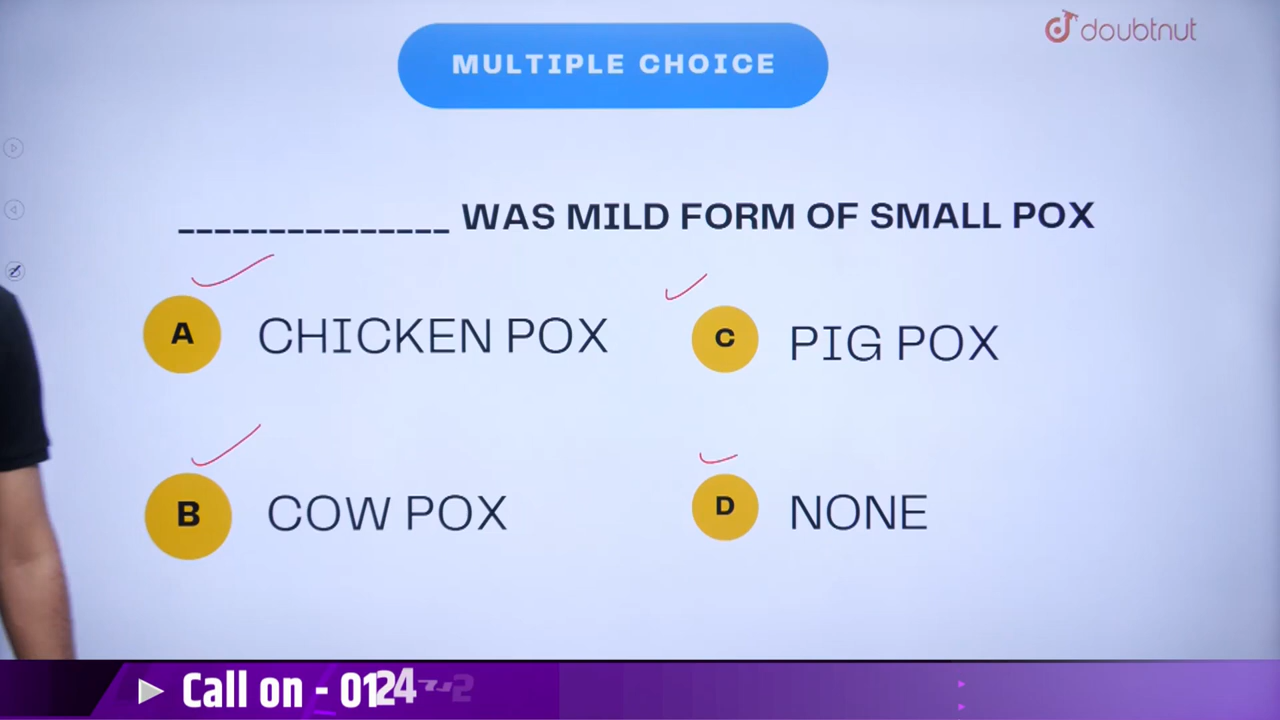 doubtnut
MULTIPLE CHOICE
_______________ WAS MILD FORM OF SMALL POX
A CHICKEN POX
C PIG POX
B COW POX
D NONE
Call on - 0124